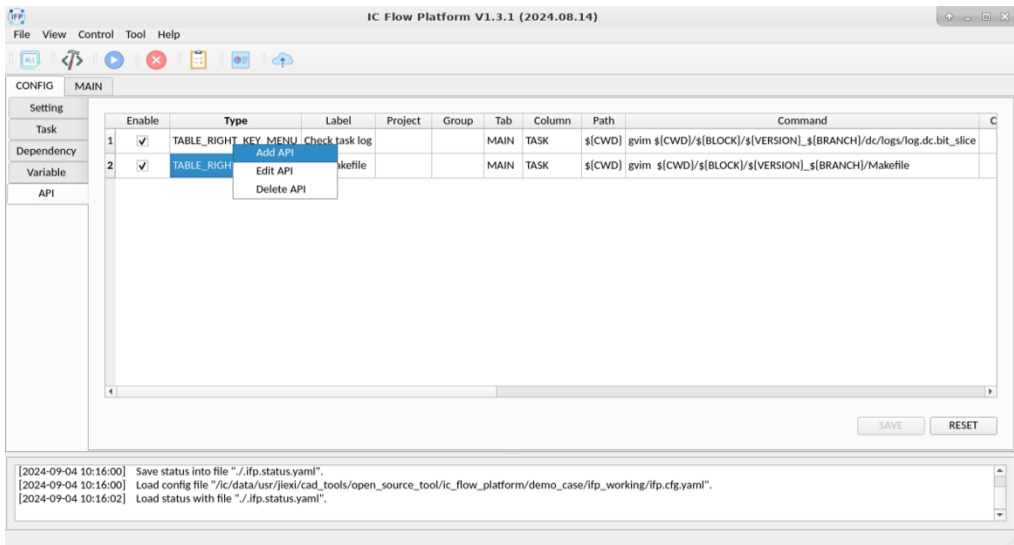 IFP
IC Flow Platform V1.3.1 (2024.08.14)
File View Control Tool Help
ALL
CONFIG MAIN
Setting
Task
Dependency
Variable
API
Enable Type Label Project Group Tab Column Path Command C
1 TABLE_RIGHT_KEY_MENU Check task log MAIN TASK ${CWD} gvim ${CWD}/${BLOCK}/${VERSION}_${BRANCH}/dc/logs/log.dc.bit_slice
2 TABLE_RIGH akefile MAIN TASK ${CWD} gvim ${CWD}/${BLOCK}/${VERSION}_${BRANCH}/Makefile
Add API
Edit API
Delete API
SAVE RESET
[2024-09-04 10:16:00] Save status into file "./.ifp.status.yaml".
[2024-09-04 10:16:00] Load config file "/ic/data/usr/jiexi/cad_tools/open_source_tool/ic_flow_platform/demo_case/ifp_working/ifp.cfg.yaml".
[2024-09-04 10:16:02] Load status with file "./.ifp.status.yaml".